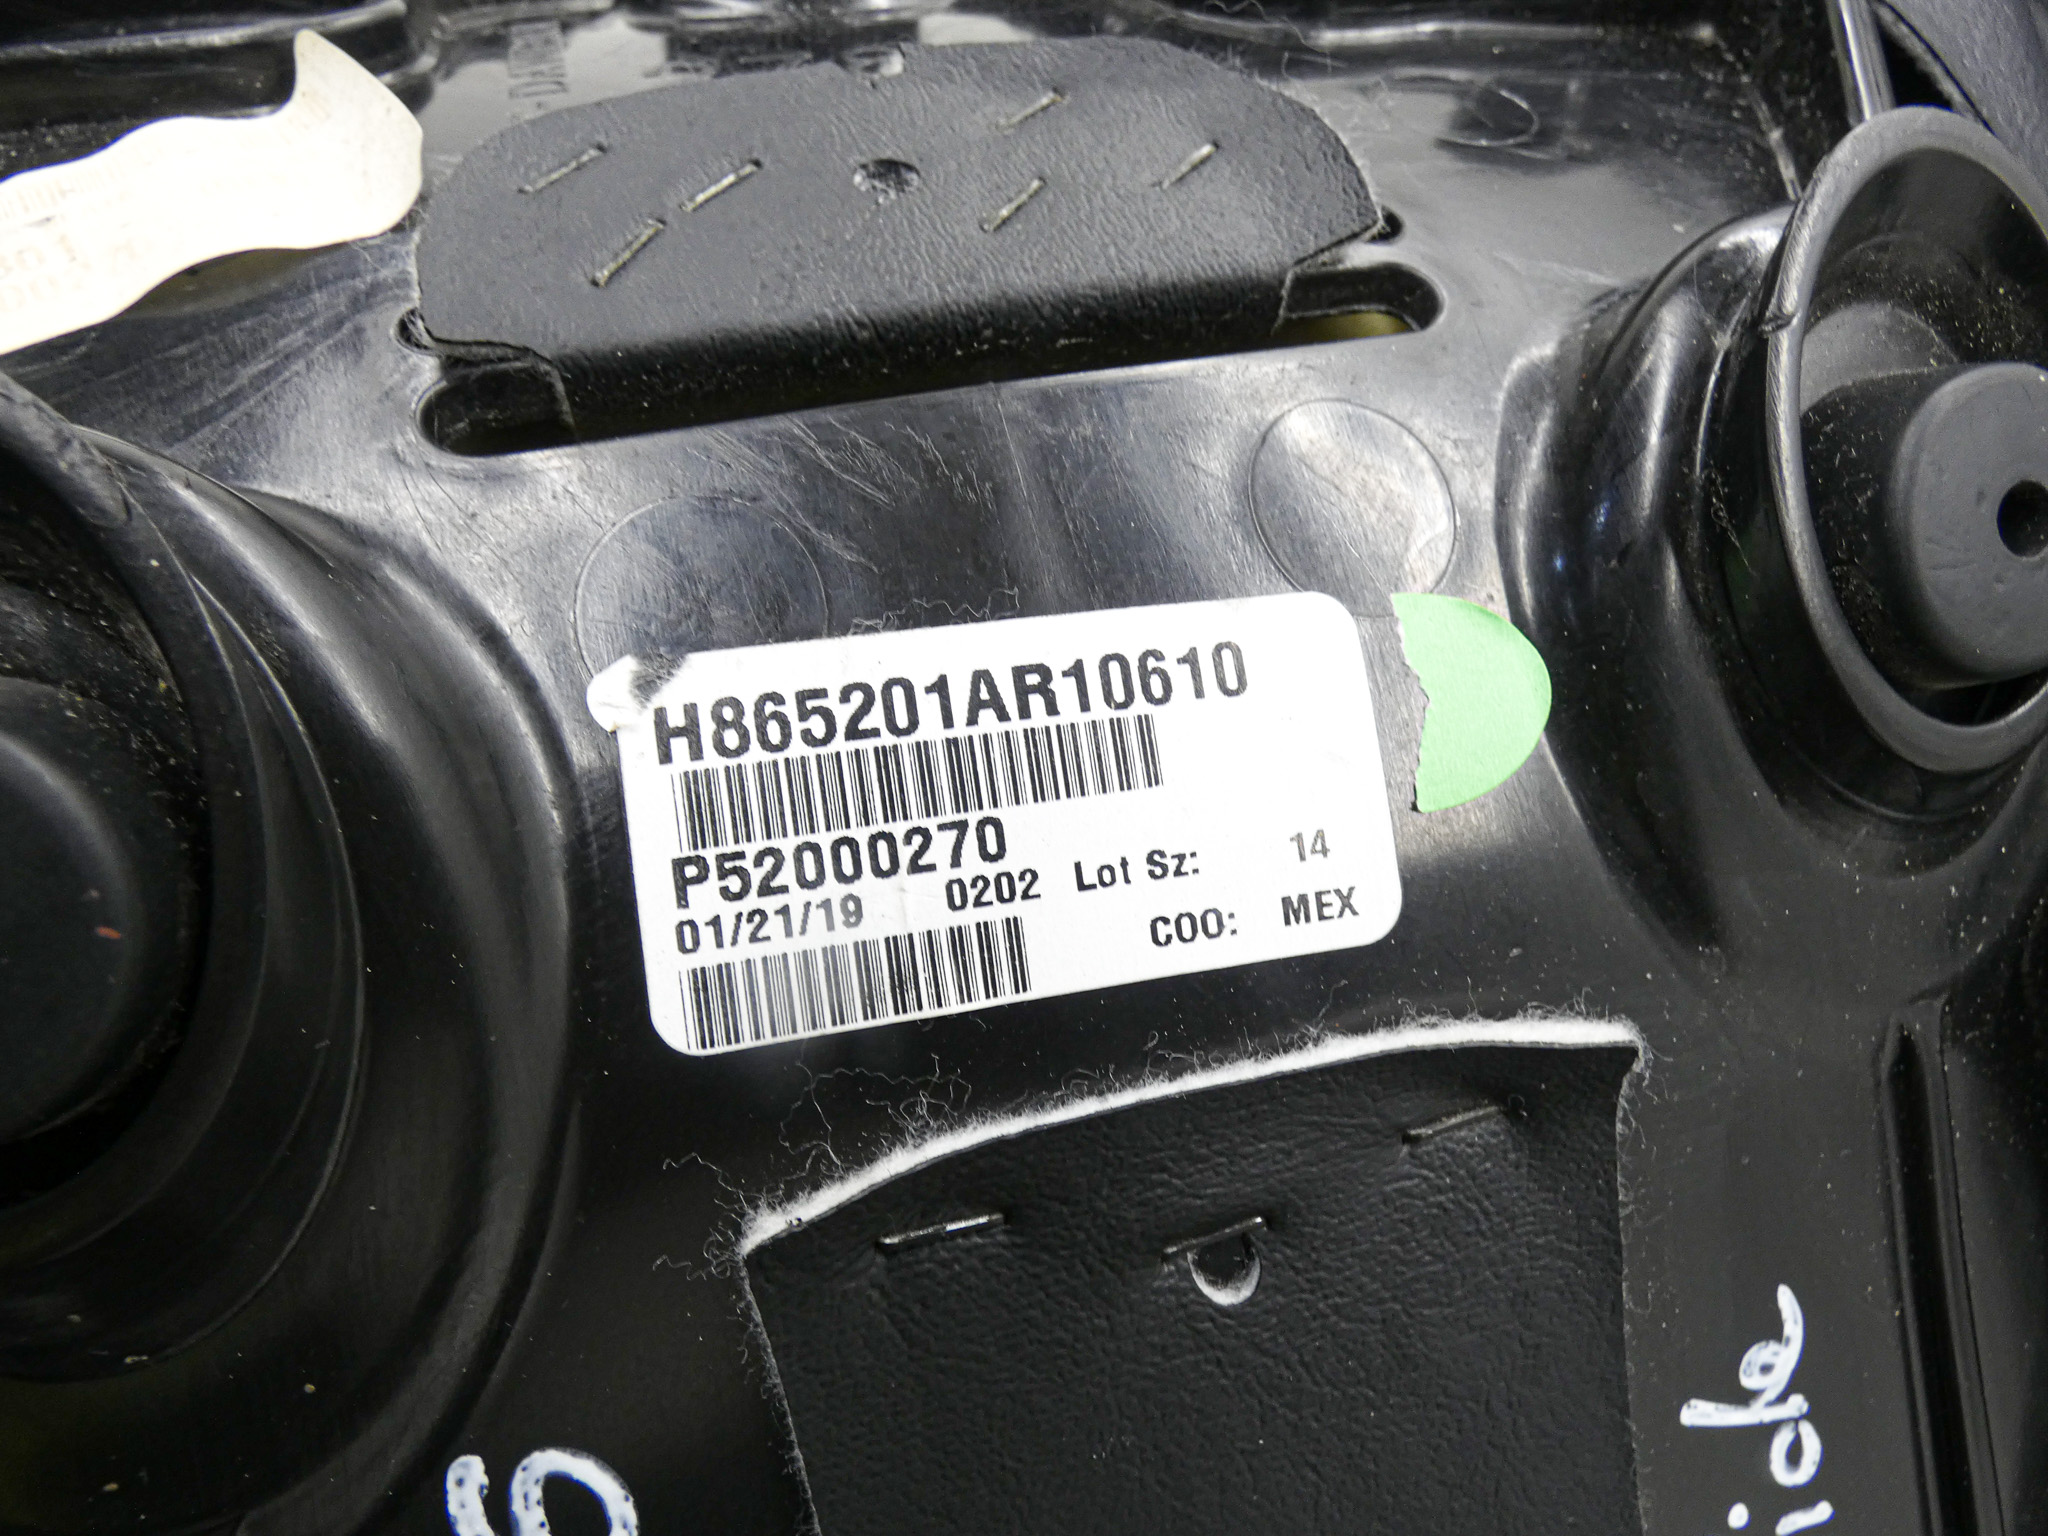 H865201AR10610
P52000270
01/21/19 0202 Lot Sz: 14
COO: MEX